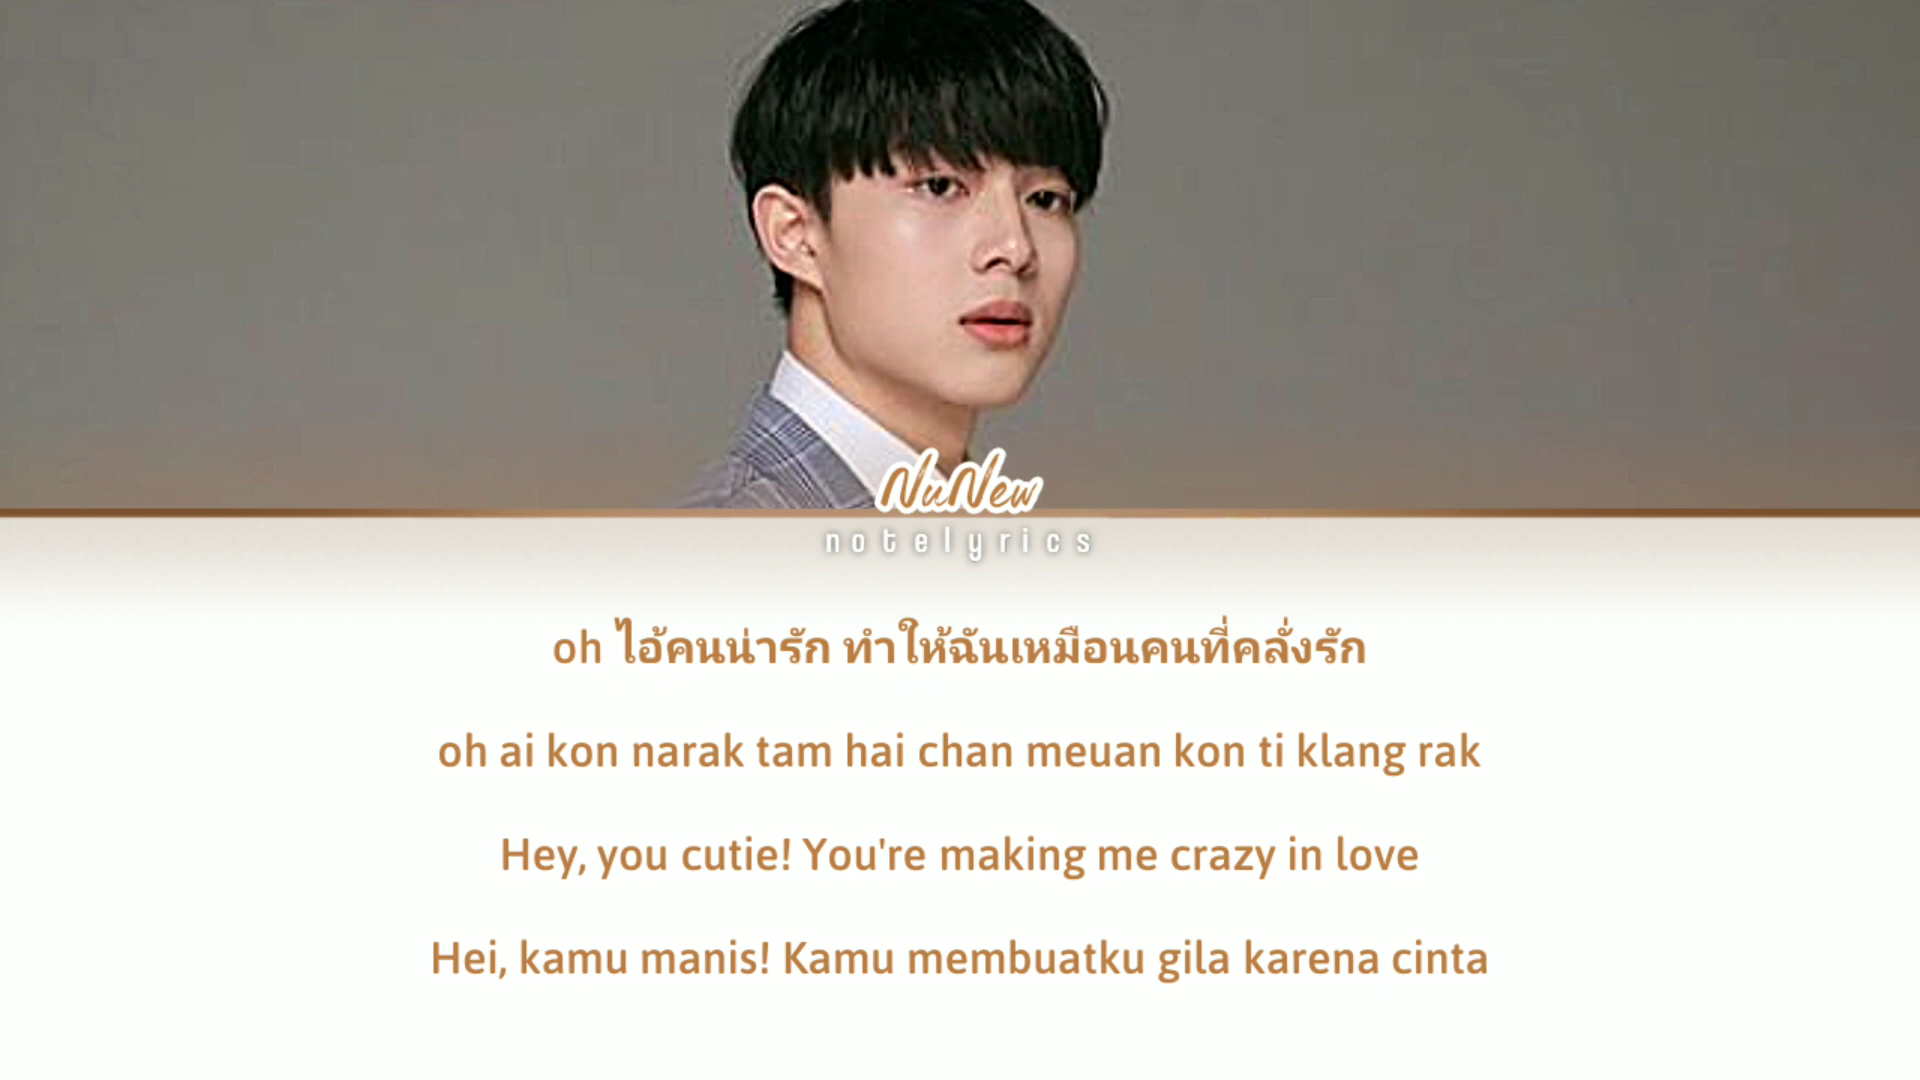 NuNew
notelyrics
oh ไอ้คนน่ารัก ทำให้ฉันเหมือนคนที่คลั่งรัก
oh ai kon narak tam hai chan meuan kon ti klang rak
Hey, you cutie! You're making me crazy in love
Hei, kamu manis! Kamu membuatku gila karena cinta